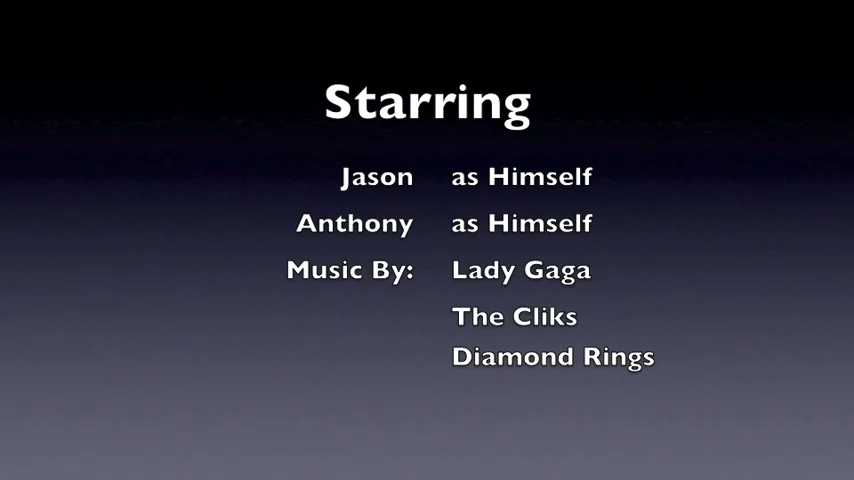 Starring
Jason as Himself
Anthony as Himself
Music By: Lady Gaga
The Cliks
Diamond Rings